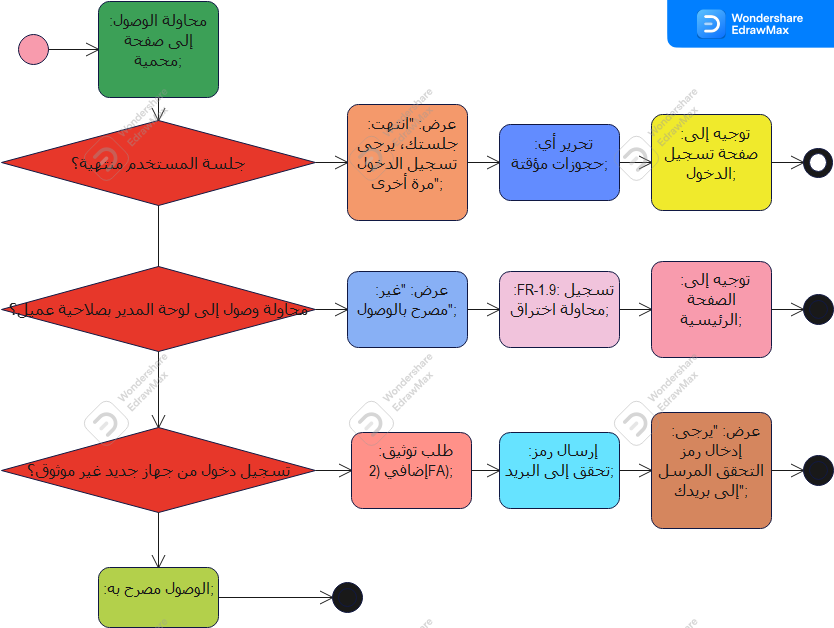 Wondershare
EdrawMax
محاولة الوصول:
إلى صفحة
محمية;
جلسة المستخدم منتهية؟
عرض: "انتهت:
جلستك، يرجى
تسجيل الدخول
مرة أخرى";
تحرير أي:
حجوزات مؤقتة;
توجيه إلى:
صفحة تسجيل
الدخول;
محاولة وصول إلى لوحة المدير بصلاحية عميل؟
عرض: "غير:
مصرح بالوصول";
تسجيل FR-1.9:
محاولة اختراق;
توجيه إلى:
الصفحة
الرئيسية;
تسجيل دخول من جهاز جديد غير موثوق؟
طلب توثيق:
إضافي (2FA);
إرسال رمز:
تحقق إلى البريد;
عرض: "يرجى:
إدخال رمز
التحقق المرسل
إلى بريدك";
الوصول مصرح به:;